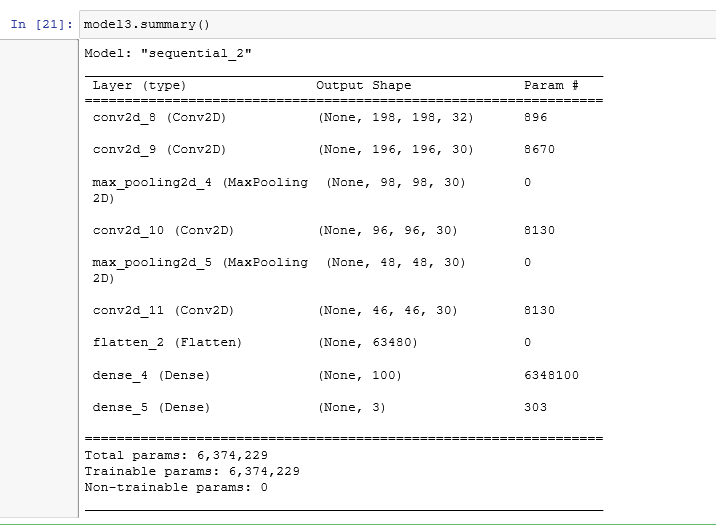 In [21]: model3.summary()
Model: "sequential_2"
Layer (type) Output Shape Param #
=================================================================
conv2d_8 (Conv2D) (None, 198, 198, 32) 896
conv2d_9 (Conv2D) (None, 196, 196, 30) 8670
max_pooling2d_4 (MaxPooling (None, 98, 98, 30) 0
2D)
conv2d_10 (Conv2D) (None, 96, 96, 30) 8130
max_pooling2d_5 (MaxPooling (None, 48, 48, 30) 0
2D)
conv2d_11 (Conv2D) (None, 46, 46, 30) 8130
flatten_2 (Flatten) (None, 63480) 0
dense_4 (Dense) (None, 100) 6348100
dense_5 (Dense) (None, 3) 303
=================================================================
Total params: 6,374,229
Trainable params: 6,374,229
Non-trainable params: 0